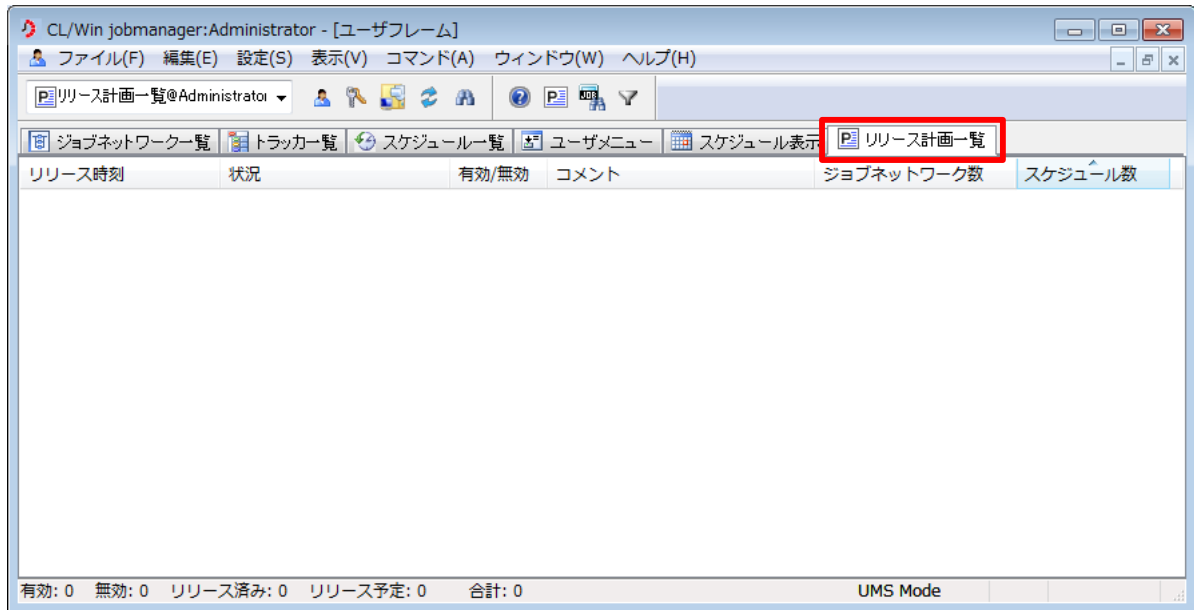 CL/Win jobmanager:Administrator - [ユーザフレーム]
ファイル(F) 編集(E) 設定(S) 表示(V) コマンド(A) ウィンドウ(W) ヘルプ(H)
リリース計画一覧@Administrator
ジョブネットワーク一覧 トラッカ一覧 スケジュール一覧 ユーザメニュー スケジュール表示 リリース計画一覧
リリース時刻 状況 有効/無効 コメント ジョブネットワーク数 スケジュール数
有効: 0 無効: 0 リリース済み: 0 リリース予定: 0 合計: 0 UMS Mode